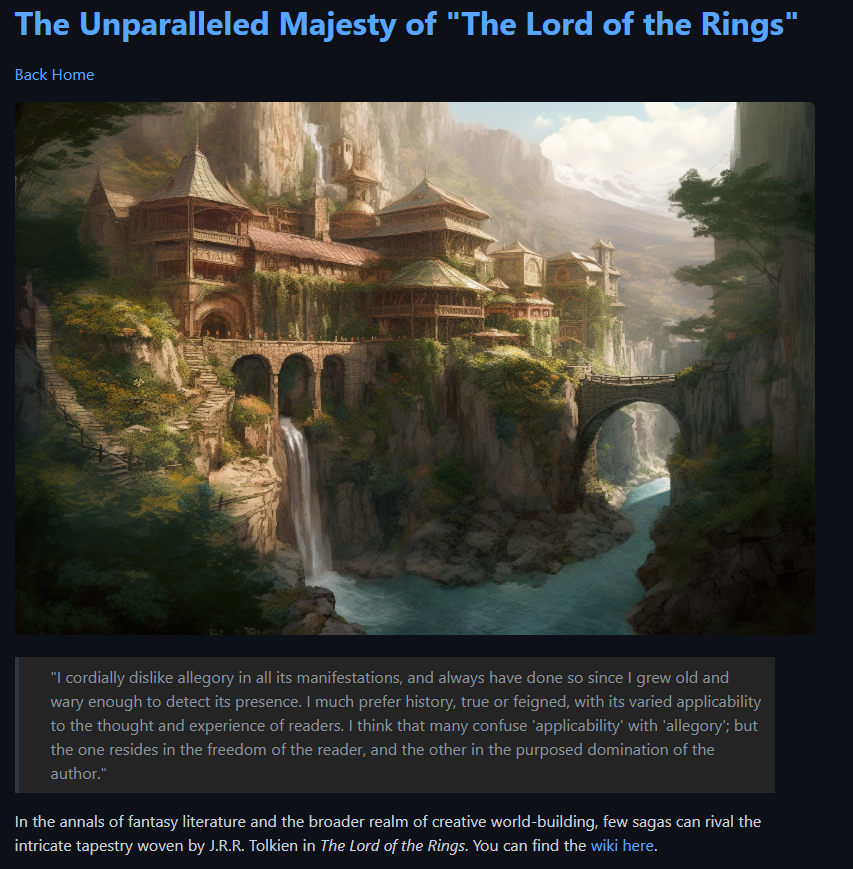 The Unparalleled Majesty of "The Lord of the Rings"
Back Home
"I cordially dislike allegory in all its manifestations, and always have done so since I grew old and
wary enough to detect its presence. I much prefer history, true or feigned, with its varied applicability
to the thought and experience of readers. I think that many confuse 'applicability' with 'allegory'; but
the one resides in the freedom of the reader, and the other in the purposed domination of the
author."
In the annals of fantasy literature and the broader realm of creative world-building, few sagas can rival the
intricate tapestry woven by J.R.R. Tolkien in The Lord of the Rings. You can find the wiki here.